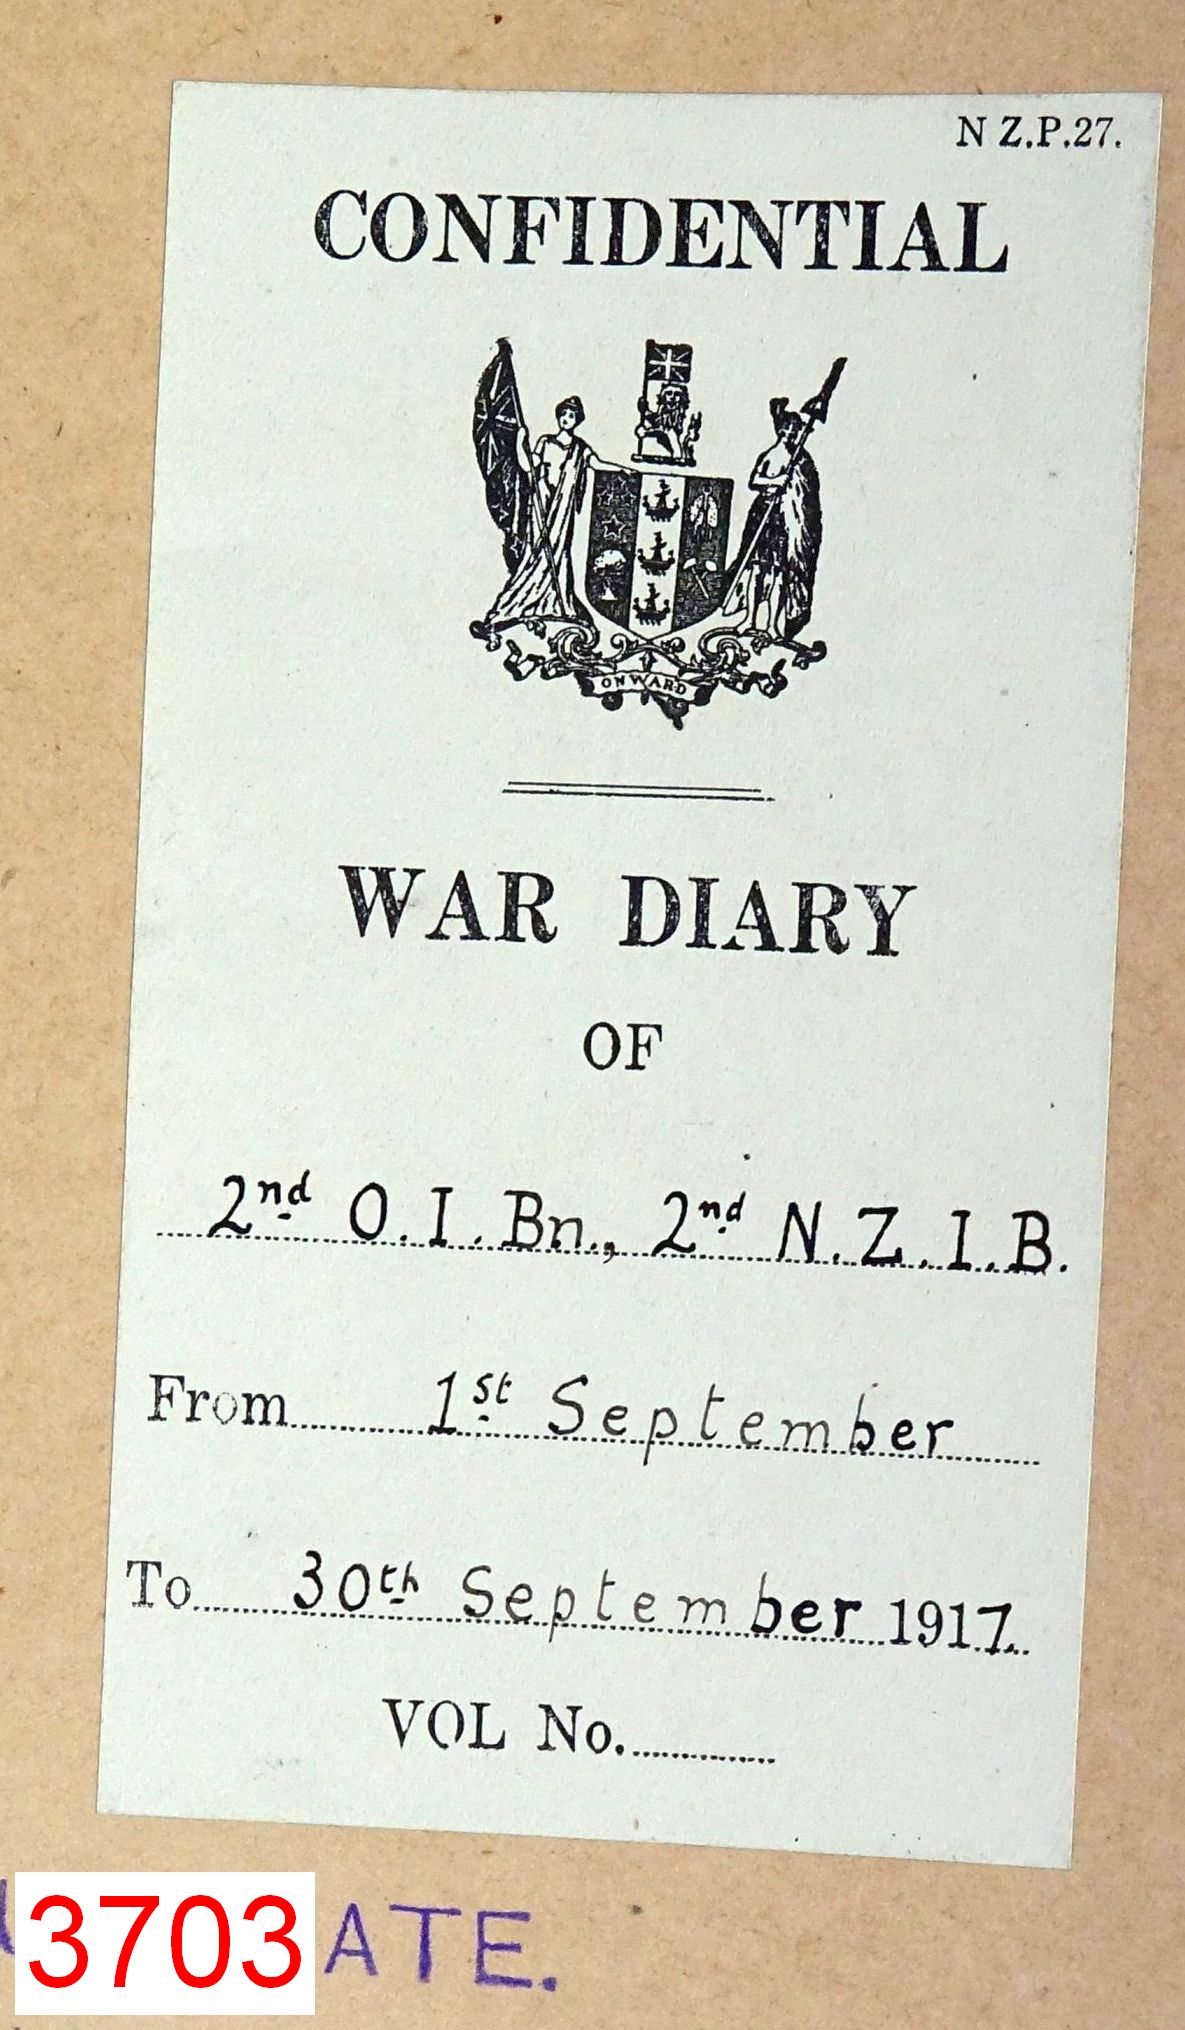 N Z.P.27.
CONFIDENTIAL
ONWARD
WAR DIARY
OF
2nd O.I.Bn., 2nd N.Z.I.B.
From 1st September
To 30th September 1917.
VOL No.
3703 ATE.